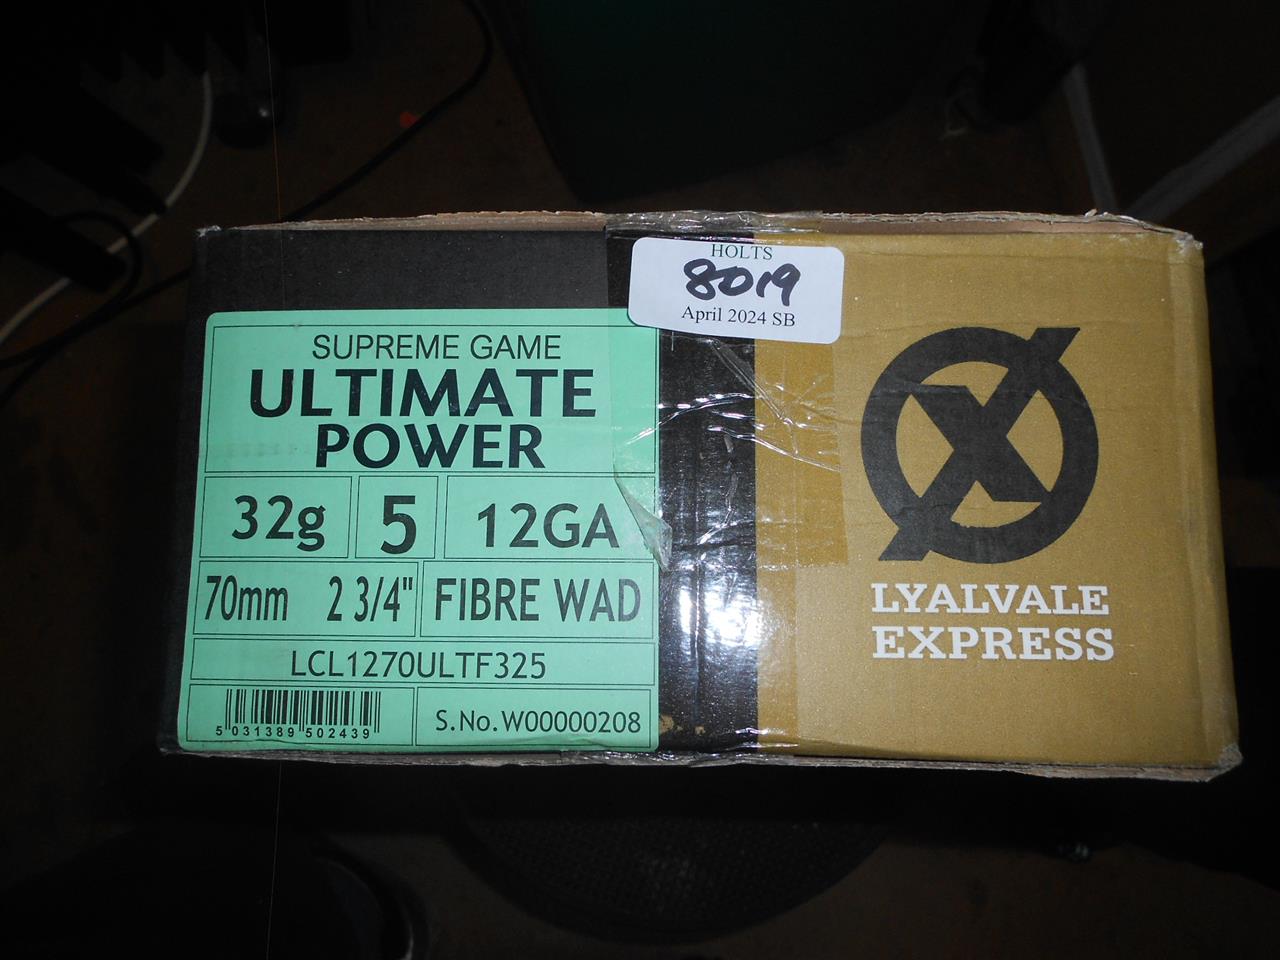 HOLTS
8019
April 2024 SB
SUPREME GAME
ULTIMATE
POWER
32g 5 12GA
70mm 2 3/4" FIBRE WAD
LCL1270ULTF325
5 031389 502439
S.No.W00000208
X
LYALVALE
EXPRESS